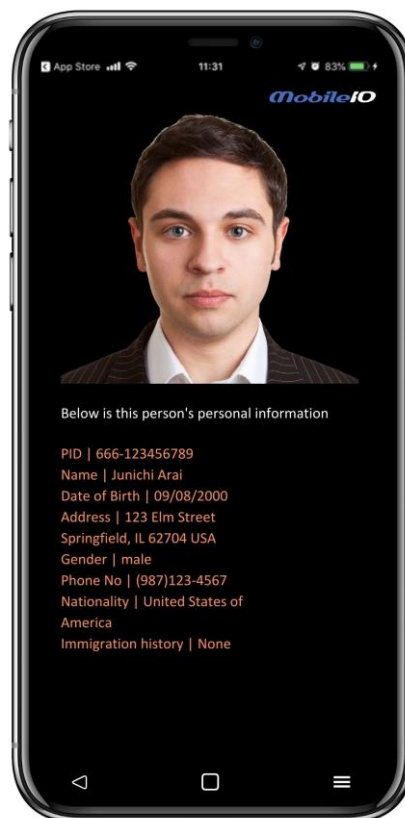 App Store 11:31 83%
MobileIO
Below is this person's personal information
PID | 666-123456789
Name | Junichi Arai
Date of Birth | 09/08/2000
Address | 123 Elm Street
Springfield, IL 62704 USA
Gender | male
Phone No | (987)123-4567
Nationality | United States of
America
Immigration history | None